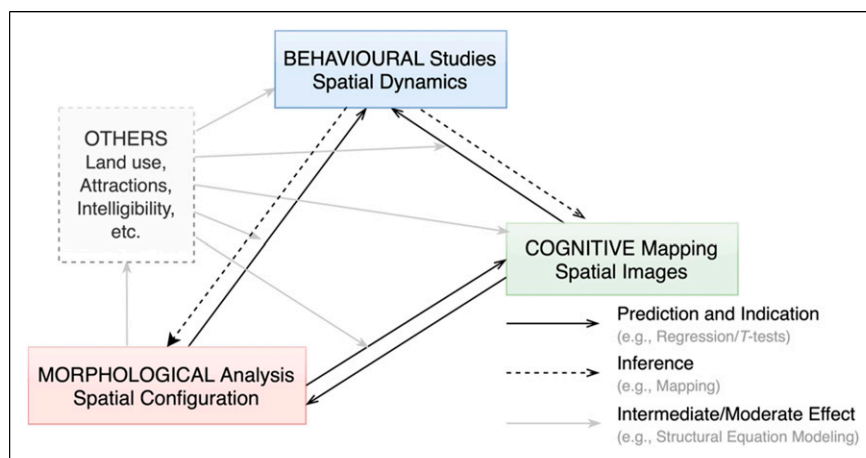 BEHAVIOURAL Studies
Spatial Dynamics
OTHERS
Land use,
Attractions,
Intelligibility,
etc.
COGNITIVE Mapping
Spatial Images
MORPHOLOGICAL Analysis
Spatial Configuration
Prediction and Indication
(e.g., Regression/T-tests)
Inference
(e.g., Mapping)
Intermediate/Moderate Effect
(e.g., Structural Equation Modeling)